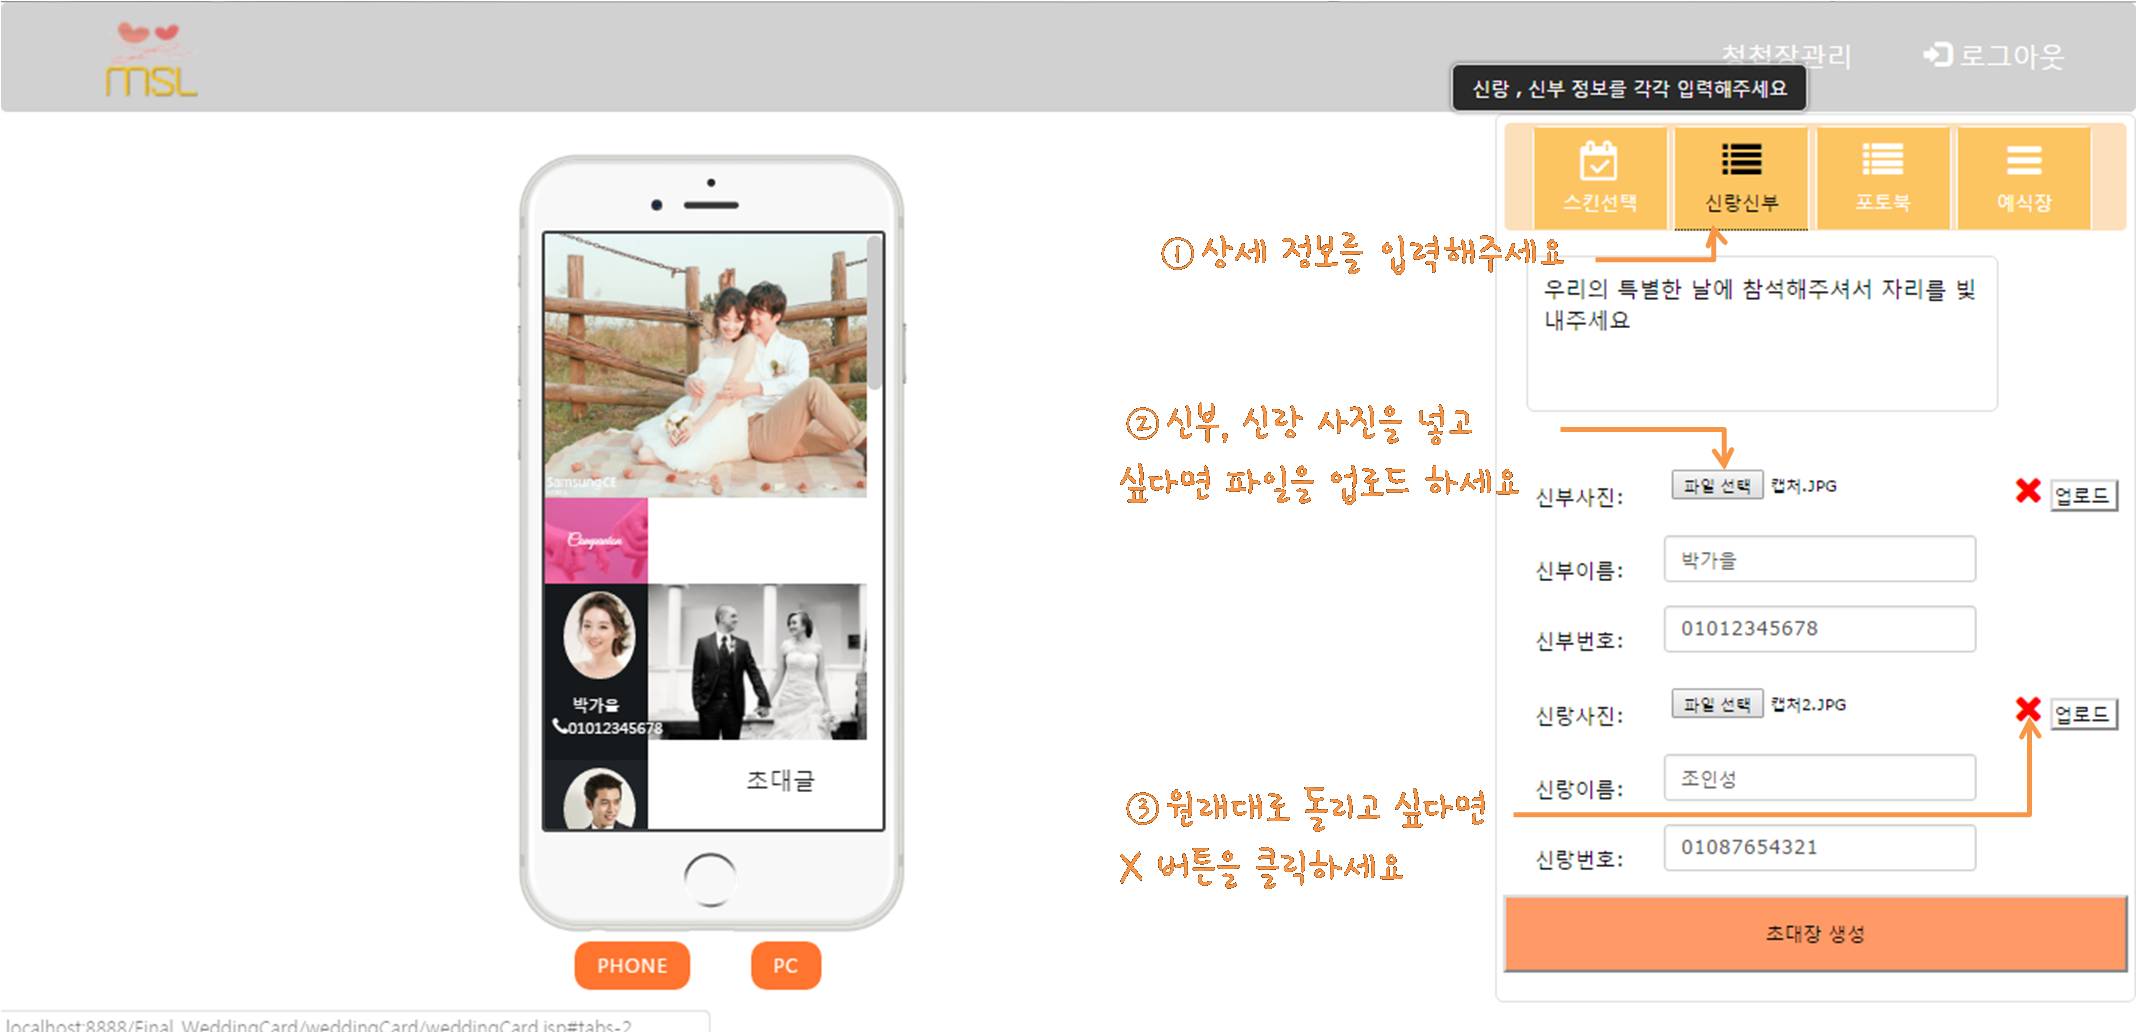 MSL
청첩장관리
로그아웃
신랑 , 신부 정보를 각각 입력해주세요
스킨선택
신랑신부
포토북
예식장
① 상세 정보를 입력해주세요
우리의 특별한 날에 참석해주셔서 자리를 빛
내주세요
② 신부, 신랑 사진을 넣고
싶다면 파일을 업로드 하세요
신부사진:
파일 선택
캡처.JPG
업로드
신부이름:
박가을
신부번호:
01012345678
신랑사진:
파일 선택
캡처2.JPG
업로드
신랑이름:
조인성
③ 원래대로 돌리고 싶다면
X 버튼을 클릭하세요
신랑번호:
01087654321
초대장 생성
SamsungCE
Companion
박가을
01012345678
초대글
PHONE
PC
localhost:8888/Final_WeddingCard/weddingCard/weddingCard.jsp#tabs-2